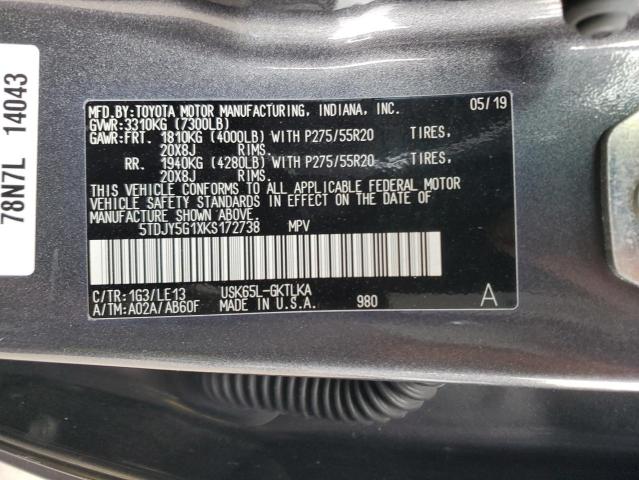 78N7L 14043
MFD.BY:TOYOTA MOTOR MANUFACTURING, INDIANA, INC. 05/19
GVWR:3310KG (7300LB)
GAWR:FRT. 1810KG (4000LB) WITH P275/55R20 TIRES,
20X8J RIMS.
RR. 1940KG (4280LB) WITH P275/55R20 TIRES,
20X8J RIMS.
THIS VEHICLE CONFORMS TO ALL APPLICABLE FEDERAL MOTOR
VEHICLE SAFETY STANDARDS IN EFFECT ON THE DATE OF
MANUFACTURE SHOWN ABOVE.
5TDJY5G1XKS172738 MPV
C/TR:1G3/LE13 USK65L-GKTLKA
A/TM:A02A/AB60F MADE IN U.S.A. 980 A